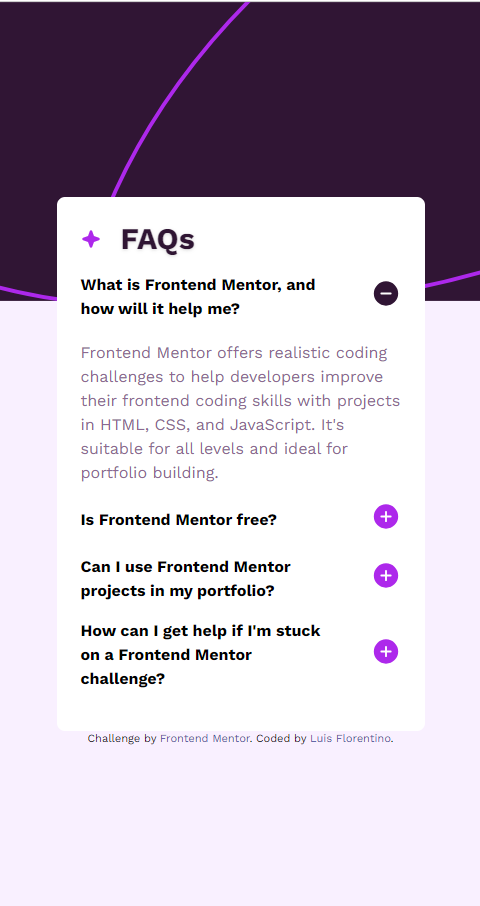 FAQs
What is Frontend Mentor, and
how will it help me?
Frontend Mentor offers realistic coding
challenges to help developers improve
their frontend coding skills with projects
in HTML, CSS, and JavaScript. It's
suitable for all levels and ideal for
portfolio building.
Is Frontend Mentor free?
Can I use Frontend Mentor
projects in my portfolio?
How can I get help if I'm stuck
on a Frontend Mentor
challenge?
Challenge by Frontend Mentor. Coded by Luis Florentino.